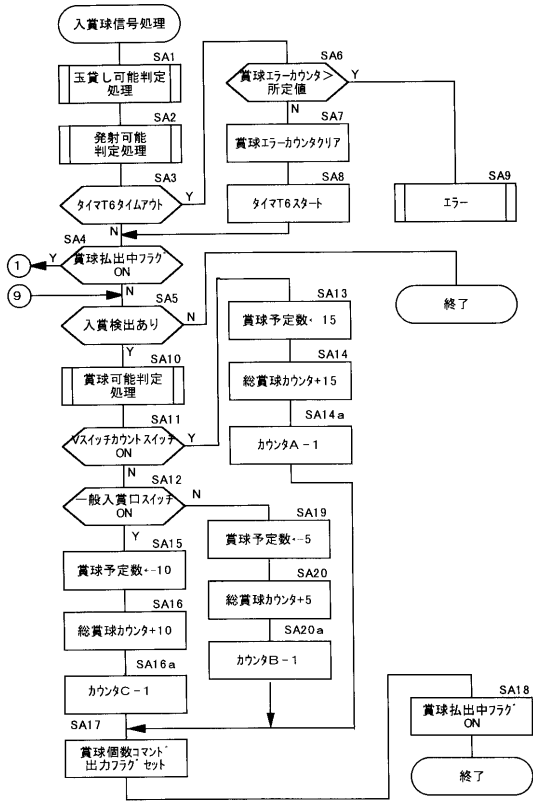 入賞球信号処理
SA1
玉貸し可能判定
処理
SA2
発射可能
判定処理
SA3
タイマT6タイムアウト
Y
N
SA4
賞球払出中フラグ
ON
Y
1
N
9
SA5
入賞検出あり
N
Y
SA10
賞球可能判定
処理
SA11
Vスイッチカウントスイッチ
ON
Y
N
SA12
一般入賞口スイッチ
ON
N
Y
SA15
賞球予定数←10
SA16
総賞球カウンタ+10
SA16a
カウンタC-1
SA17
賞球個数コマンド
出力フラグセット
SA6
賞球エラーカウンタ>
所定値
Y
N
SA7
賞球エラーカウンタクリア
SA8
タイマT6スタート
SA9
エラー
終了
SA13
賞球予定数← 15
SA14
総賞球カウンタ+15
SA14a
カウンタA-1
SA19
賞球予定数←5
SA20
総賞球カウンタ+5
SA20a
カウンタB-1
SA18
賞球払出中フラグ
ON
終了